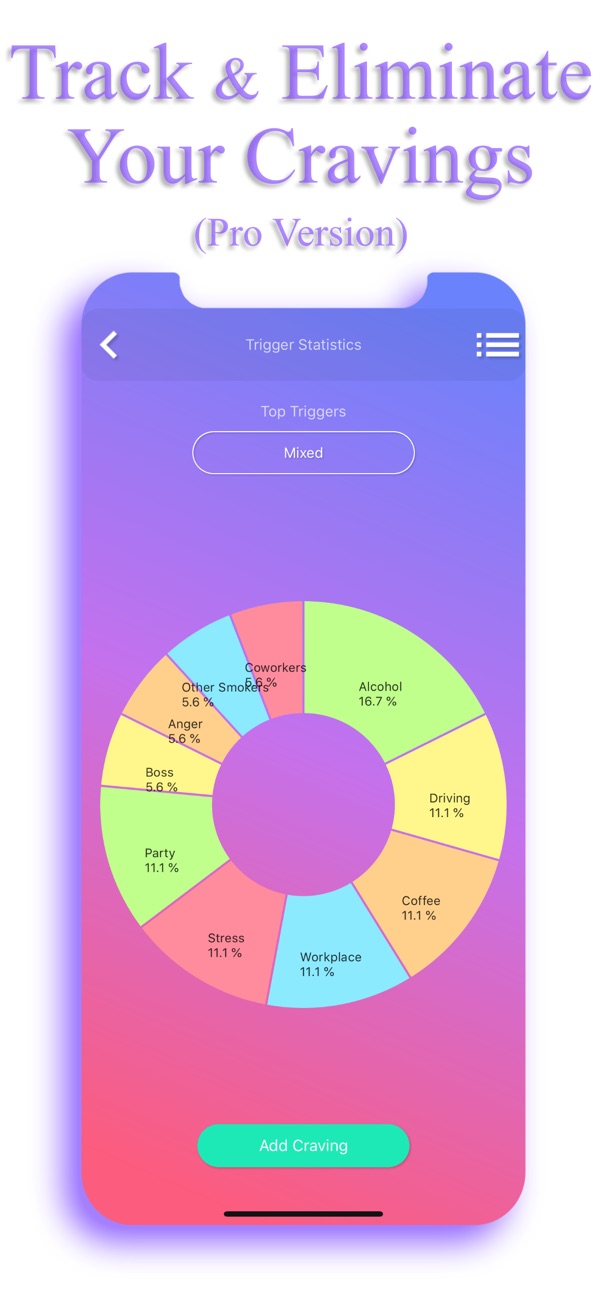 Track & Eliminate
Your Cravings
(Pro Version)
Trigger Statistics
Top Triggers
Mixed
Coworkers
5.6 %
Other Smokers
5.6 %
Anger
5.6 %
Boss
5.6 %
Party
11.1 %
Stress
11.1 %
Workplace
11.1 %
Coffee
11.1 %
Driving
11.1 %
Alcohol
16.7 %
Add Craving